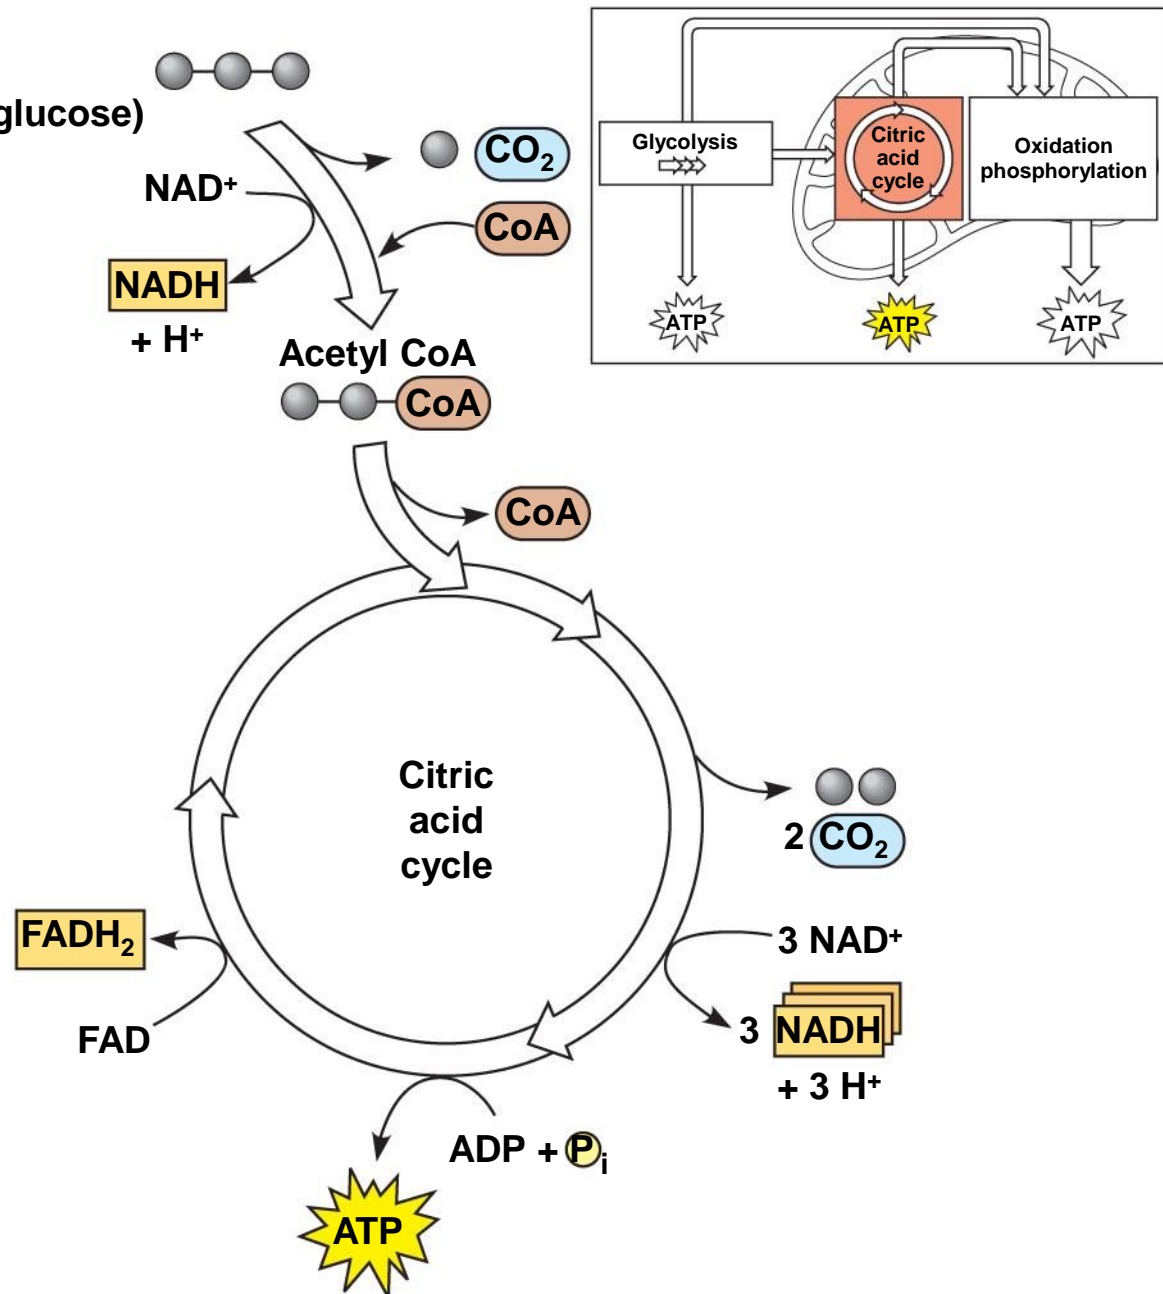 glucose)
CO₂
NAD⁺
CoA
NADH
+ H⁺
Acetyl CoA
CoA
CoA
Citric
acid
cycle
2 CO₂
3 NAD⁺
3 NADH
+ 3 H⁺
FADH₂
FAD
ADP + Pᵢ
ATP
Glycolysis
Citric
acid
cycle
Oxidation
phosphorylation
ATP
ATP
ATP